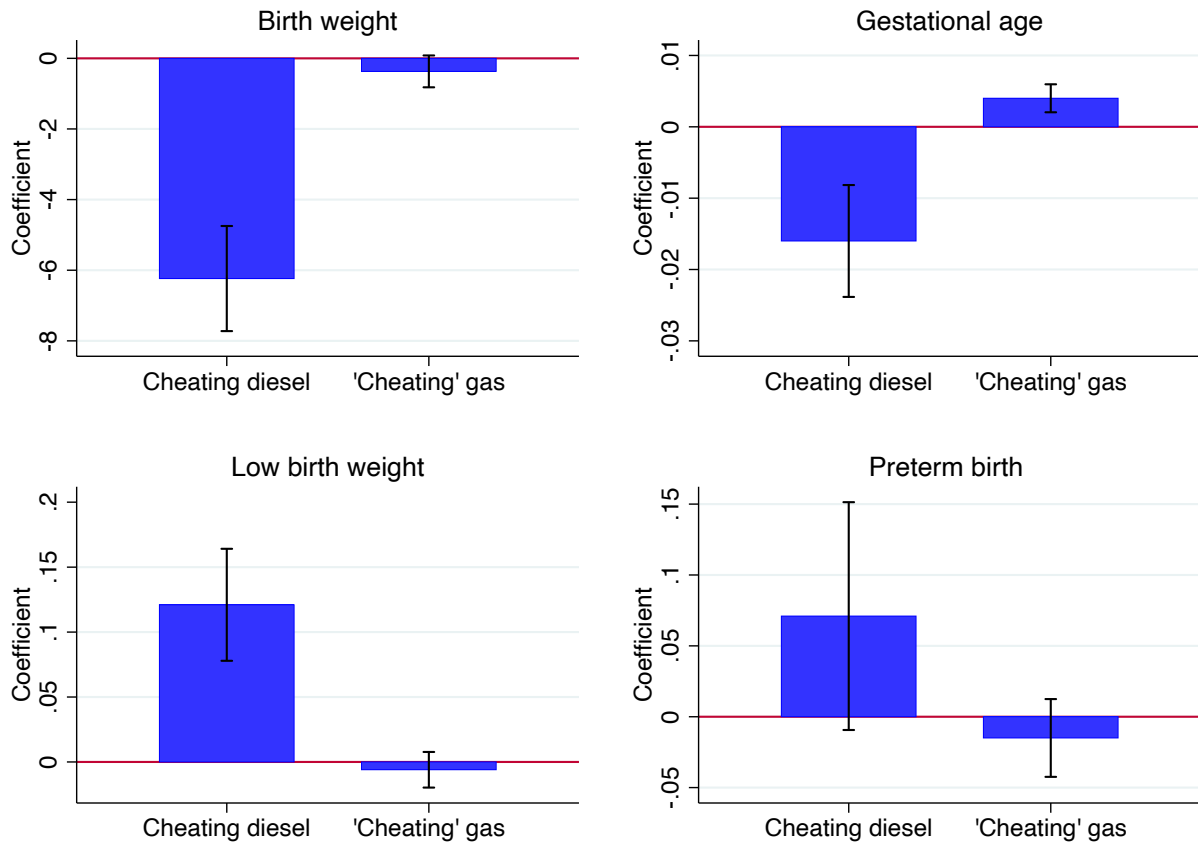 Birth weight
Coefficient
0
-2
-4
-6
-8
Cheating diesel 'Cheating' gas
Gestational age
Coefficient
.01
0
-.01
-.02
-.03
Cheating diesel 'Cheating' gas
Low birth weight
Coefficient
.2
.15
.1
.05
0
Cheating diesel 'Cheating' gas
Preterm birth
Coefficient
.15
.1
.05
0
-.05
Cheating diesel 'Cheating' gas